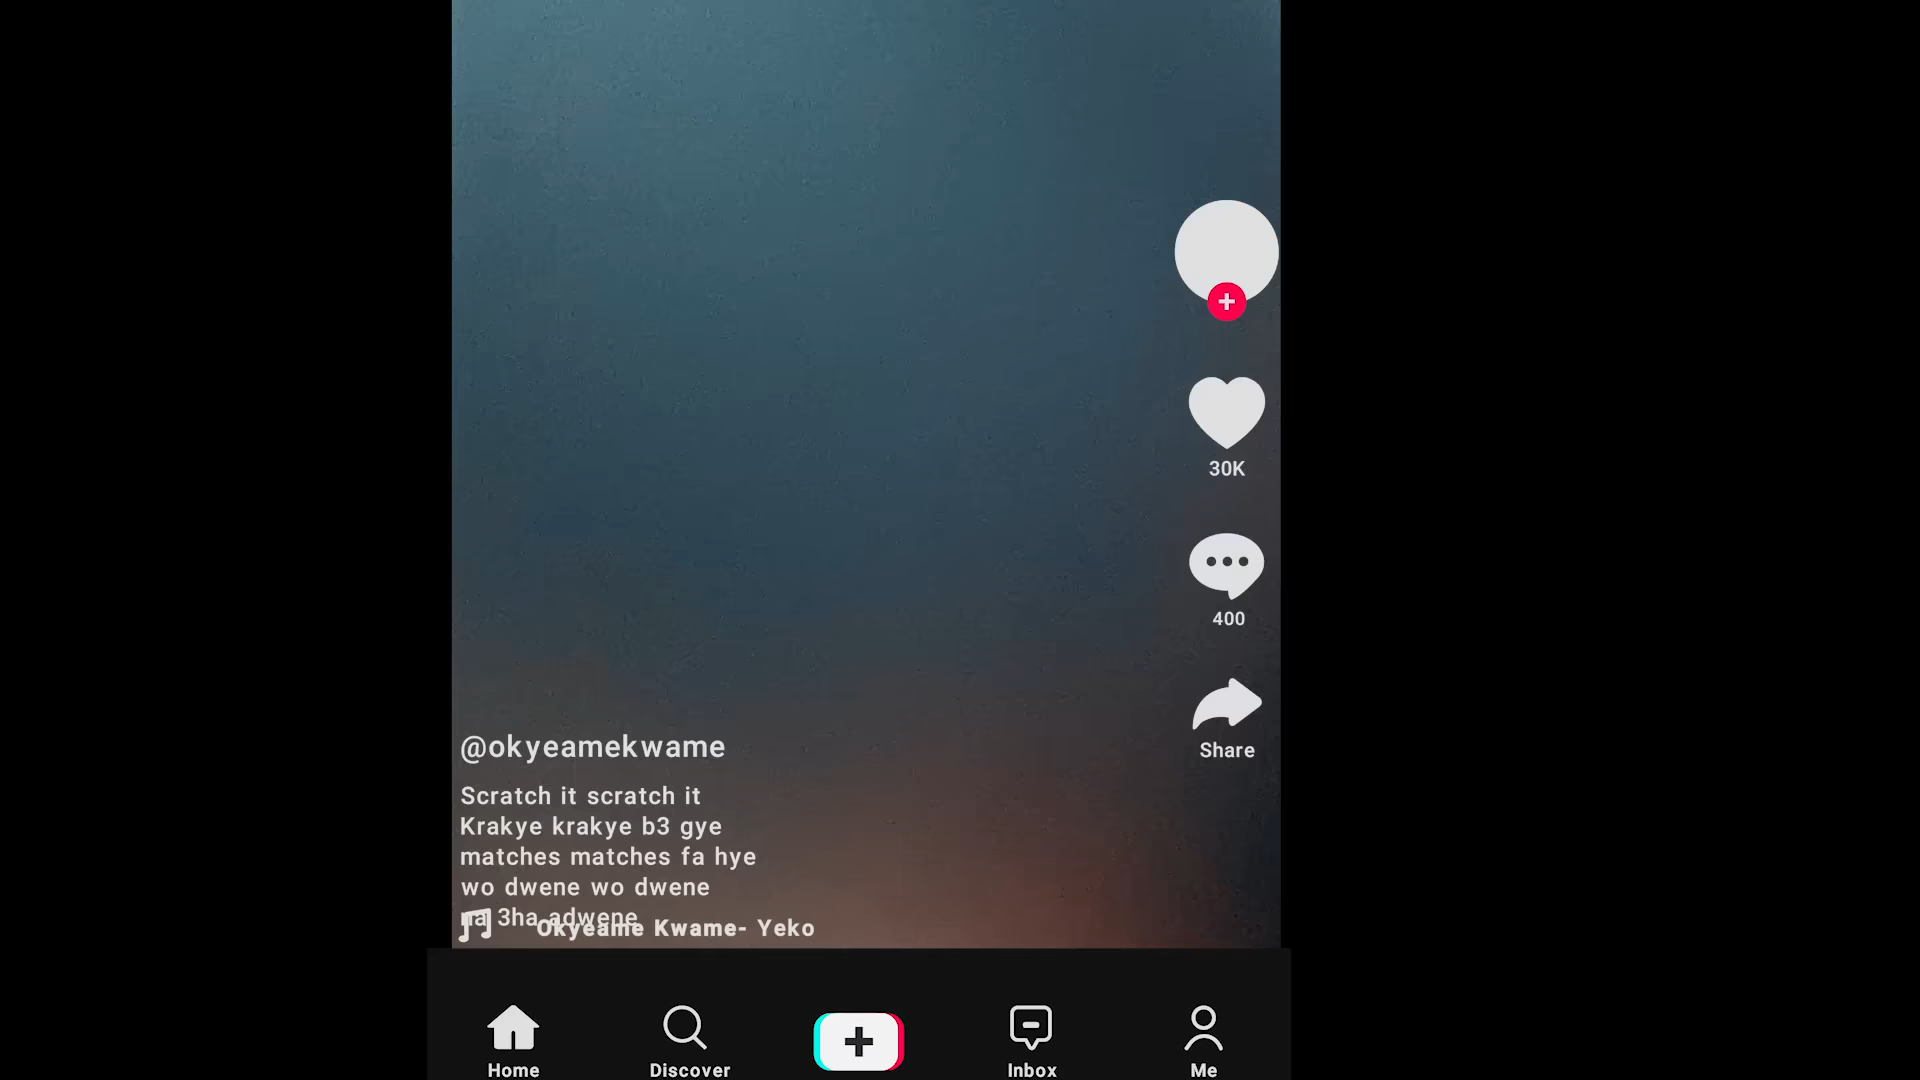 30K
400
Share
@okyeamekwame
Scratch it scratch it
Krakye krakye b3 gye
matches matches fa hye
wo dwene wo dwene
na 3ha adwene
Okyeame Kwame- Yeko
Home
Discover
Inbox
Me